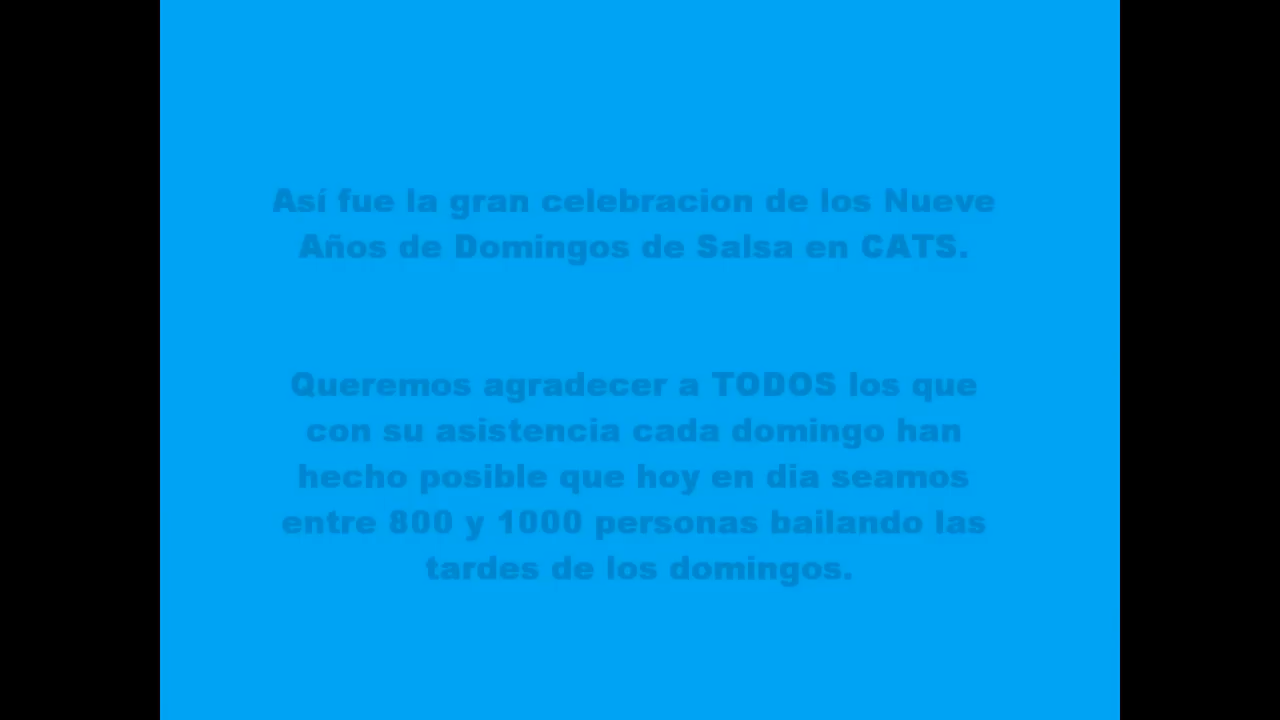 Así fue la gran celebracion de los Nueve
Años de Domingos de Salsa en CATS.
Queremos agradecer a TODOS los que
con su asistencia cada domingo han
hecho posible que hoy en dia seamos
entre 800 y 1000 personas bailando las
tardes de los domingos.